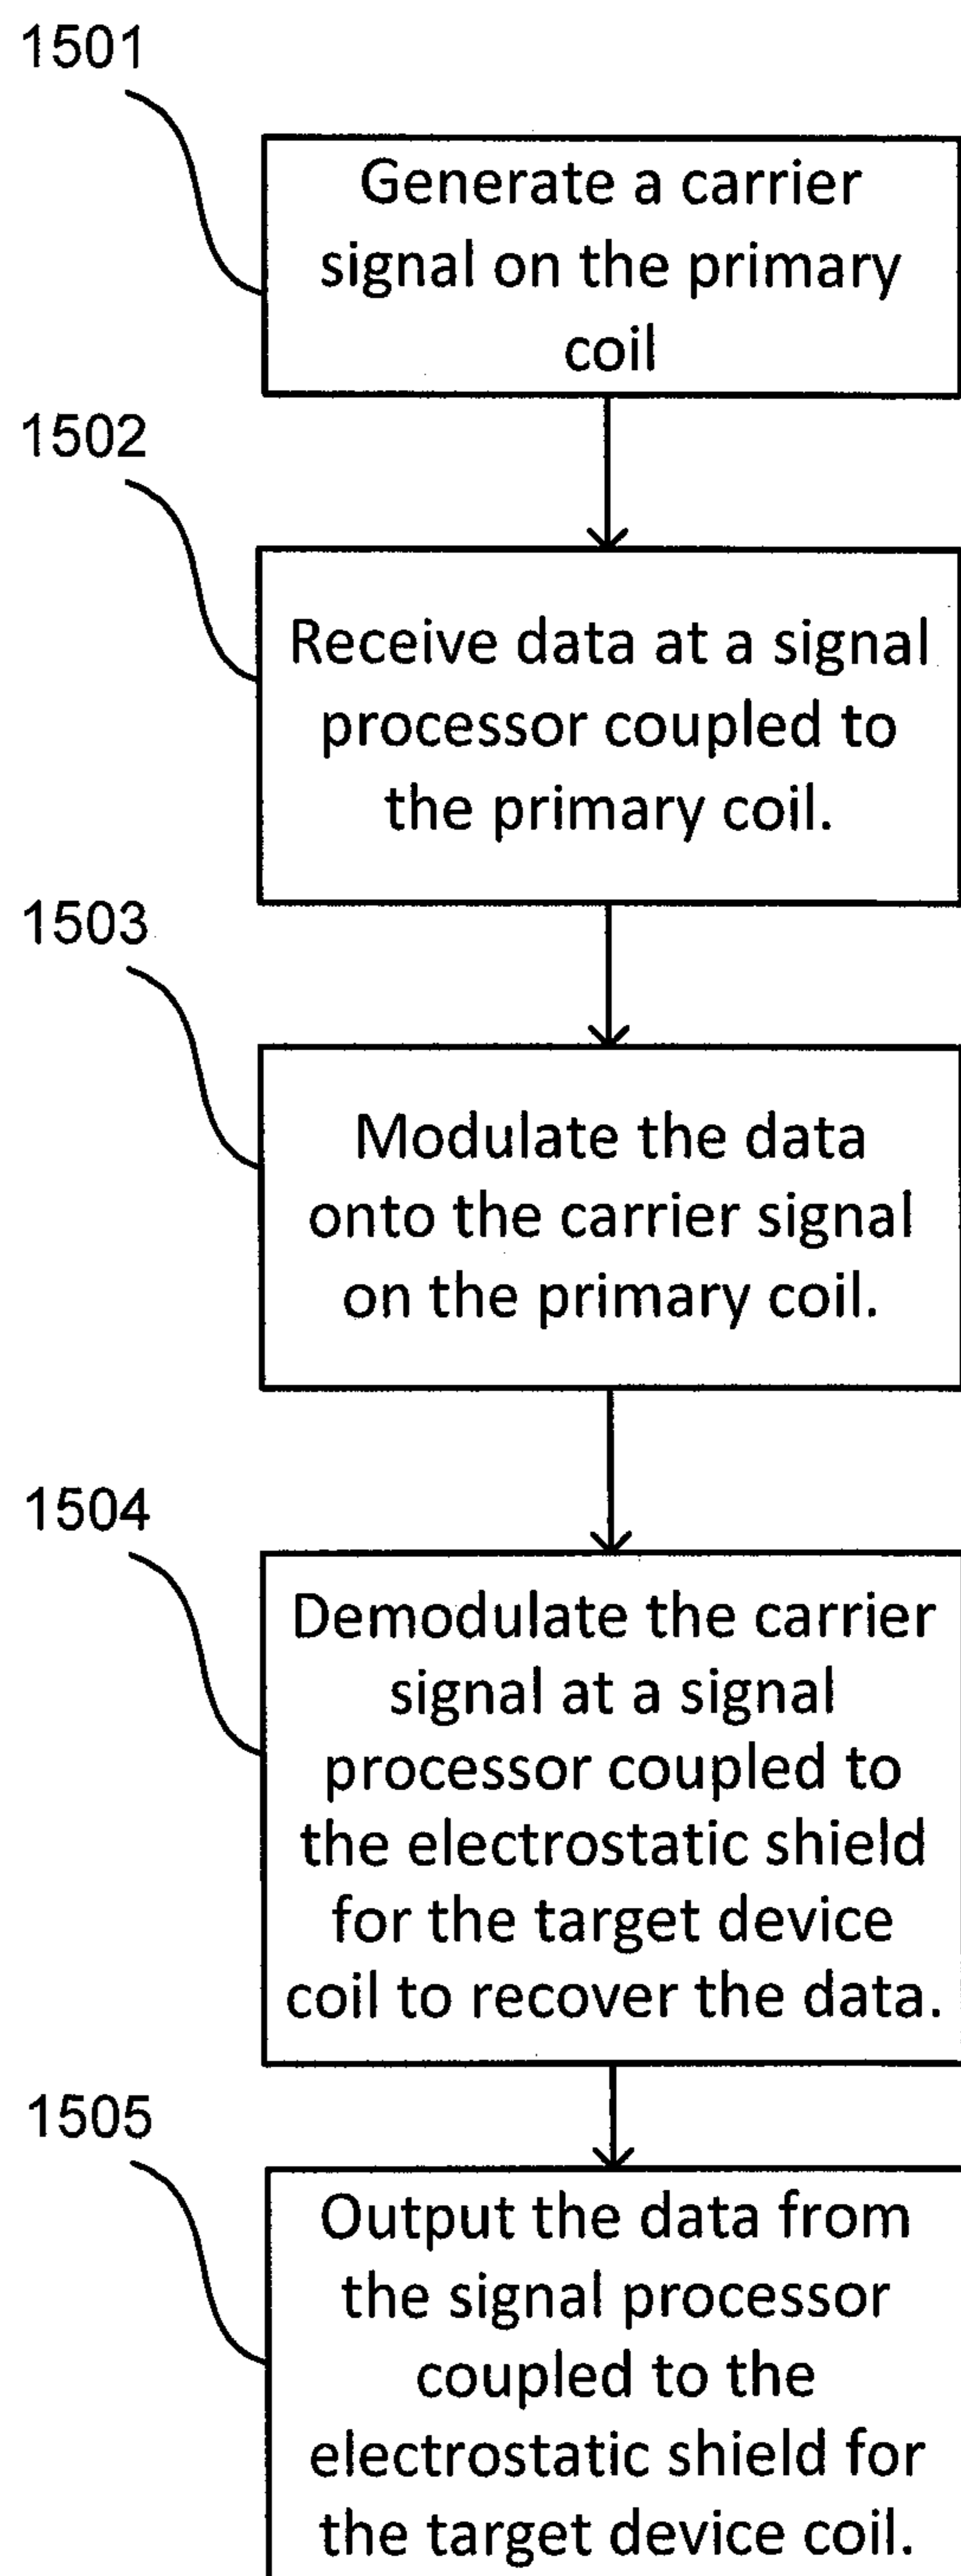 1501
Generate a carrier
signal on the primary
coil
1502
Receive data at a signal
processor coupled to
the primary coil.
1503
Modulate the data
onto the carrier signal
on the primary coil.
1504
Demodulate the carrier
signal at a signal
processor coupled to
the electrostatic shield
for the target device
coil to recover the data.
1505
Output the data from
the signal processor
coupled to the
electrostatic shield for
the target device coil.